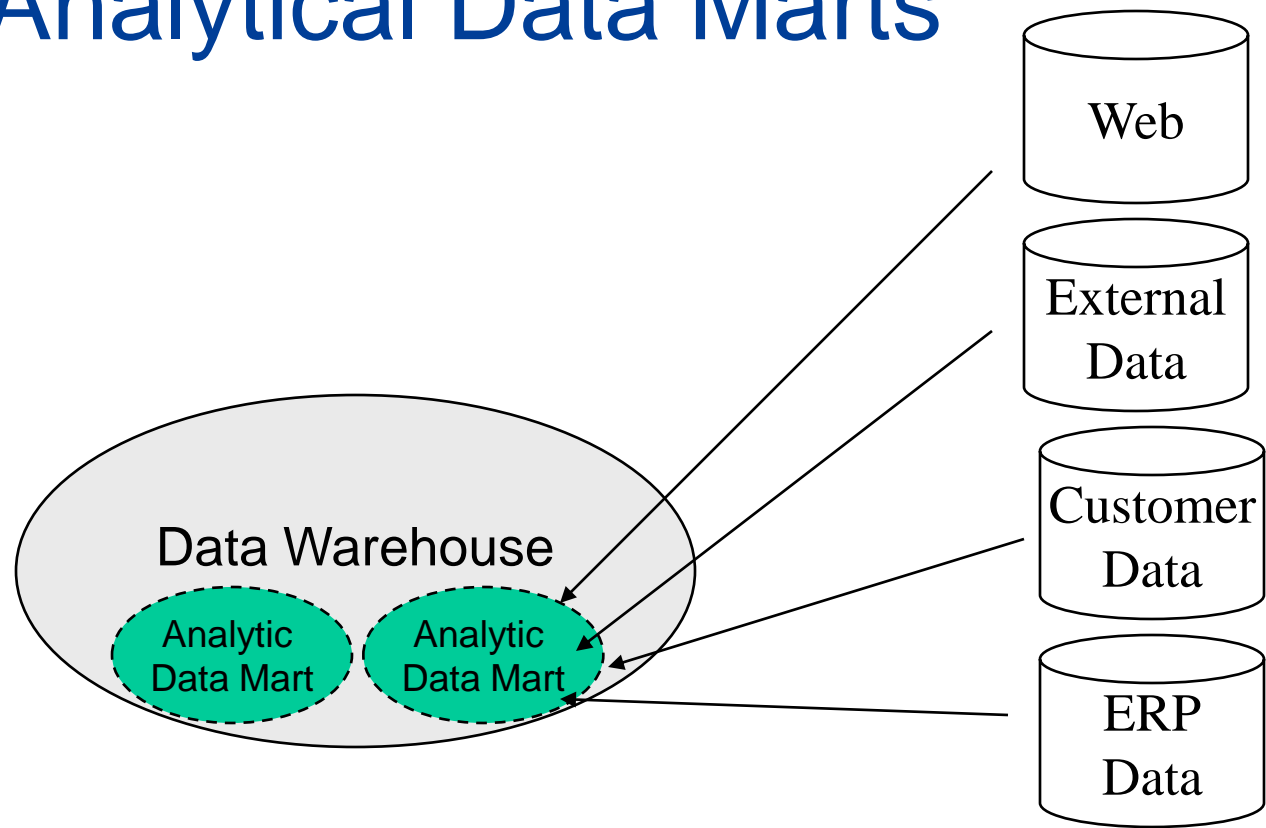 Analytical Data Marts
Web
External
Data
Customer
Data
ERP
Data
Data Warehouse
Analytic
Data Mart
Analytic
Data Mart